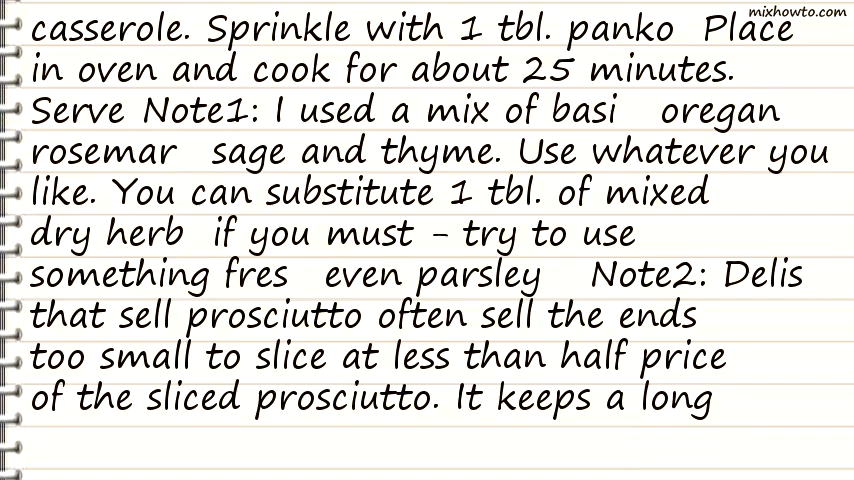 mixhowto.com
casserole. Sprinkle with 1 tbl. panko Place
in oven and cook for about 25 minutes.
Serve Note1: I used a mix of basi oregan
rosemar sage and thyme. Use whatever you
like. You can substitute 1 tbl. of mixed
dry herb if you must - try to use
something fres even parsley Note2: Delis
that sell prosciutto often sell the ends
too small to slice at less than half price
of the sliced prosciutto. It keeps a long